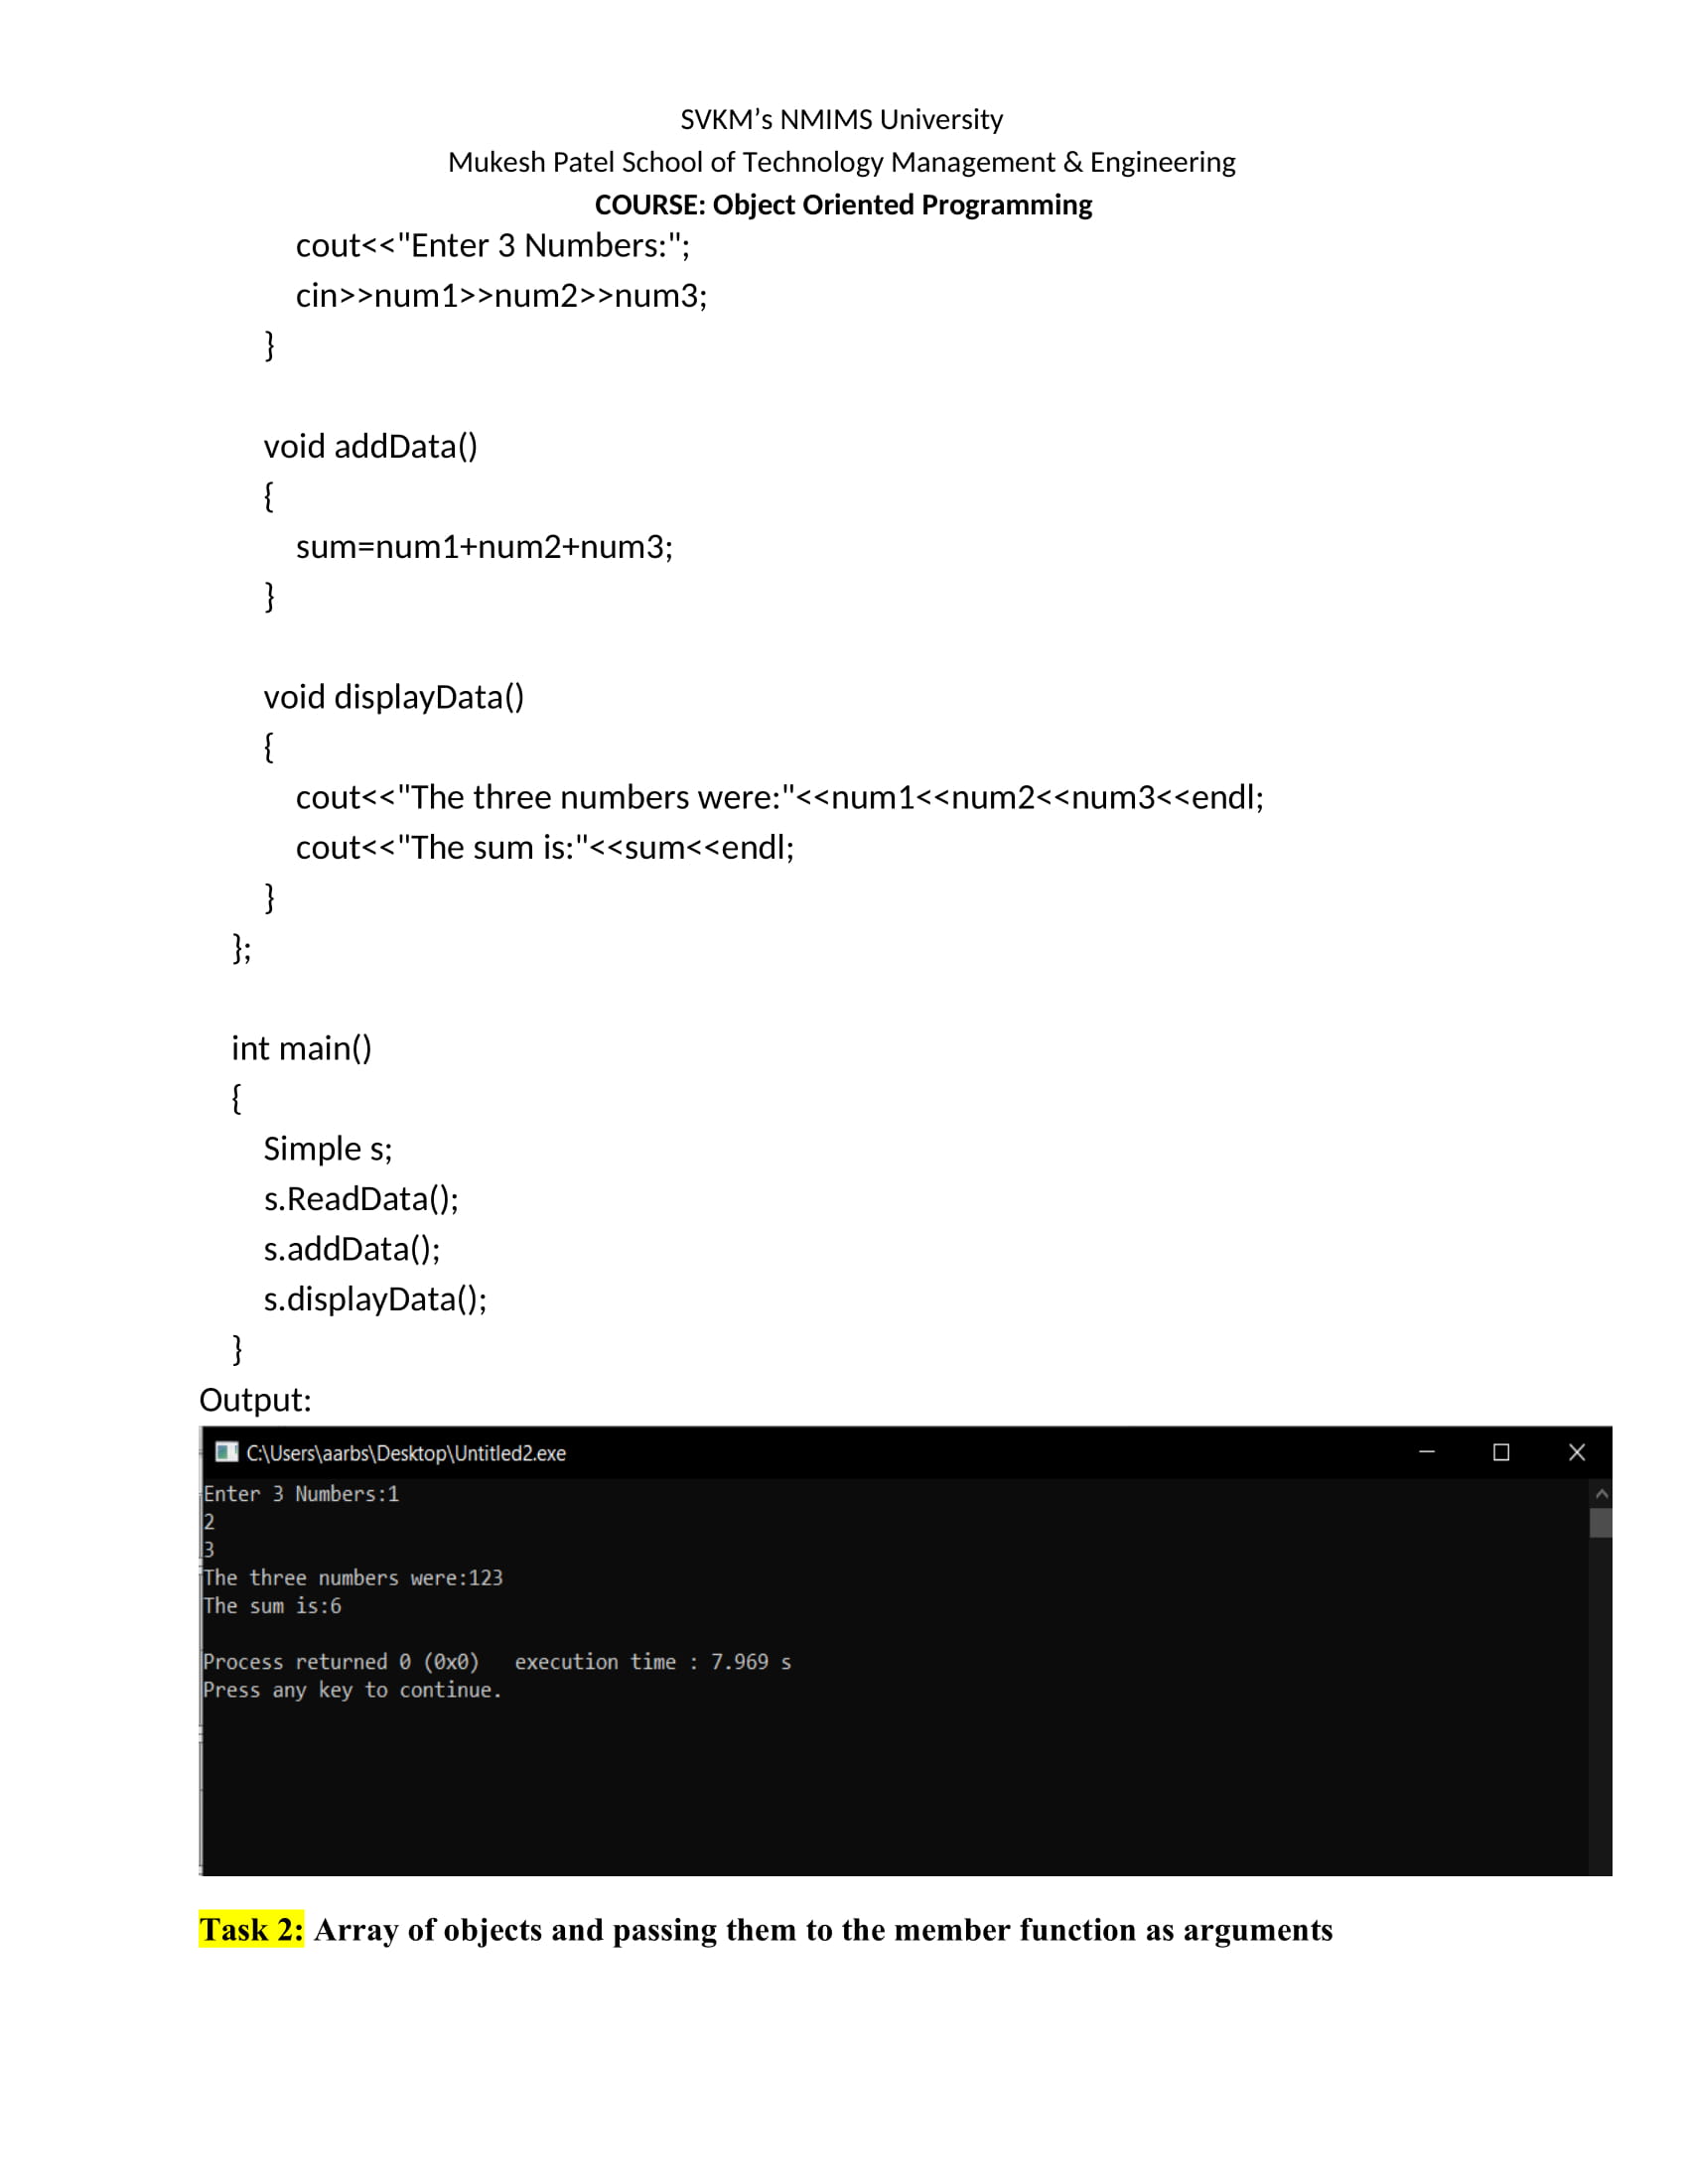 SVKM’s NMIMS University
Mukesh Patel School of Technology Management & Engineering
COURSE: Object Oriented Programming
cout<<"Enter 3 Numbers:";
cin>>num1>>num2>>num3;
}
void addData()
{
sum=num1+num2+num3;
}
void displayData()
{
cout<<"The three numbers were:"<<num1<<num2<<num3<<endl;
cout<<"The sum is:"<<sum<<endl;
}
};
int main()
{
Simple s;
s.ReadData();
s.addData();
s.displayData();
}
Output:
C:\Users\aarbs\Desktop\Untitled2.exe
Enter 3 Numbers:1
2
3
The three numbers were:123
The sum is:6
Process returned 0 (0x0)   execution time : 7.969 s
Press any key to continue.
Task 2: Array of objects and passing them to the member function as arguments